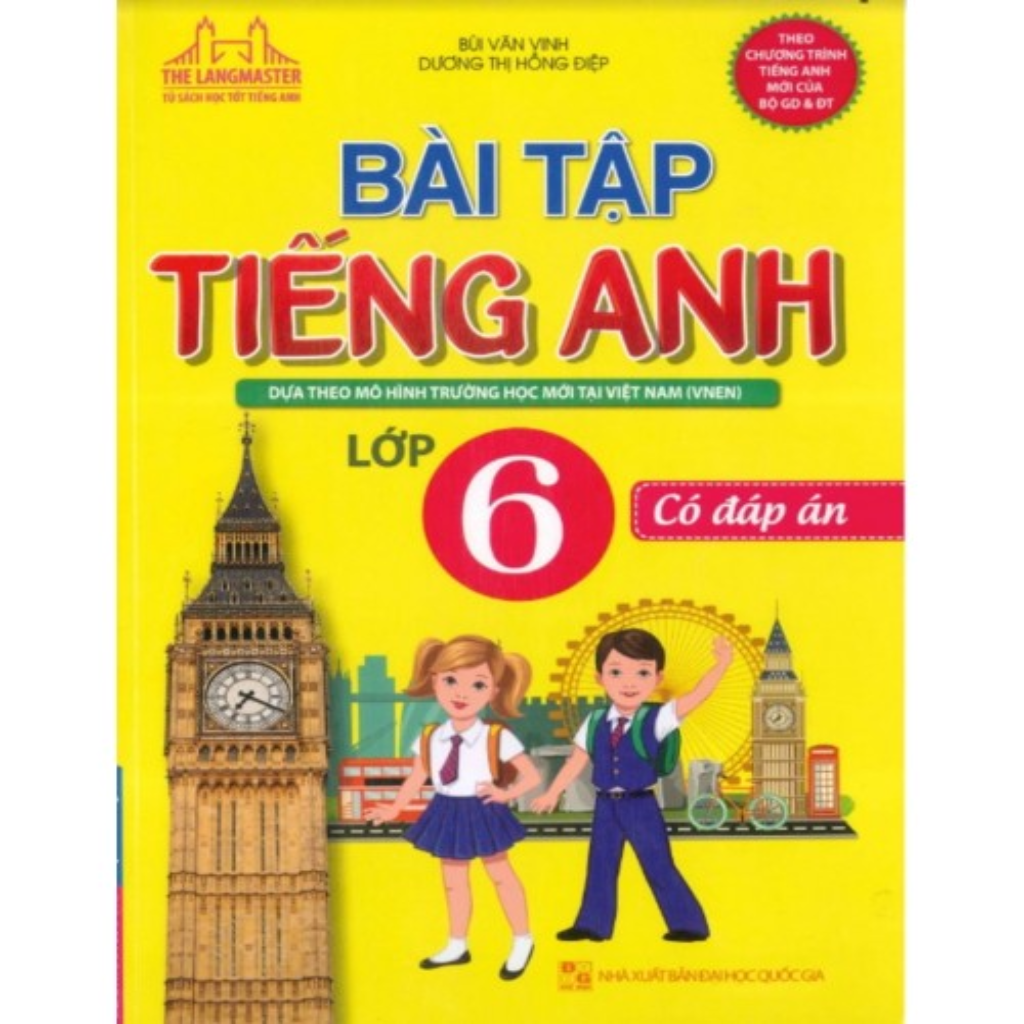 THE LANGMASTER
TỦ SÁCH HỌC TỐT TIẾNG ANH
BÙI VĂN VINH
DƯƠNG THỊ HỒNG ĐIỆP
THEO
CHƯƠNG TRÌNH
TIẾNG ANH
MỚI CỦA
BỘ GD & ĐT
BÀI TẬP
TIẾNG ANH
DỰA THEO MÔ HÌNH TRƯỜNG HỌC MỚI TẠI VIỆT NAM (VNEN)
LỚP
6
Có đáp án
NHÀ XUẤT BẢN ĐẠI HỌC QUỐC GIA